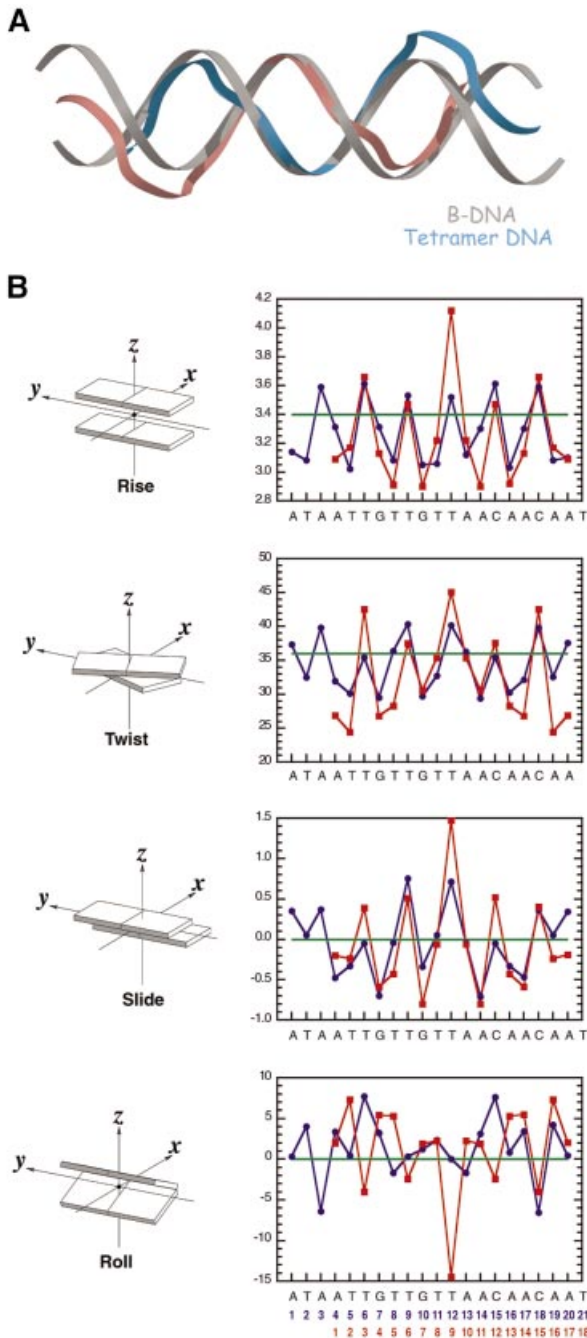 A
B-DNA
Tetramer DNA
B
z
x
y
Rise
4.2
4.0
3.8
3.6
3.4
3.2
3.0
2.8
A T A A T T G T T G T T A A C A A C A A T
z
x
y
Twist
50
45
40
35
30
25
20
A T A A T T G T T G T T A A C A A C A A
z
x
y
Slide
1.5
1.0
0.5
0.0
-0.5
-1.0
A T A A T T G T T G T T A A C A A C A A T
z
x
y
Roll
10
5
0
-5
-10
-15
A T A A T T G T T G T T A A C A A C A A T
1 2 3 4 5 6 7 8 9 10 11 12 13 14 15 16 17 18 19 20 21
1 2 3 4 5 6 7 8 9 10 11 12 13 14 15 16 17 18